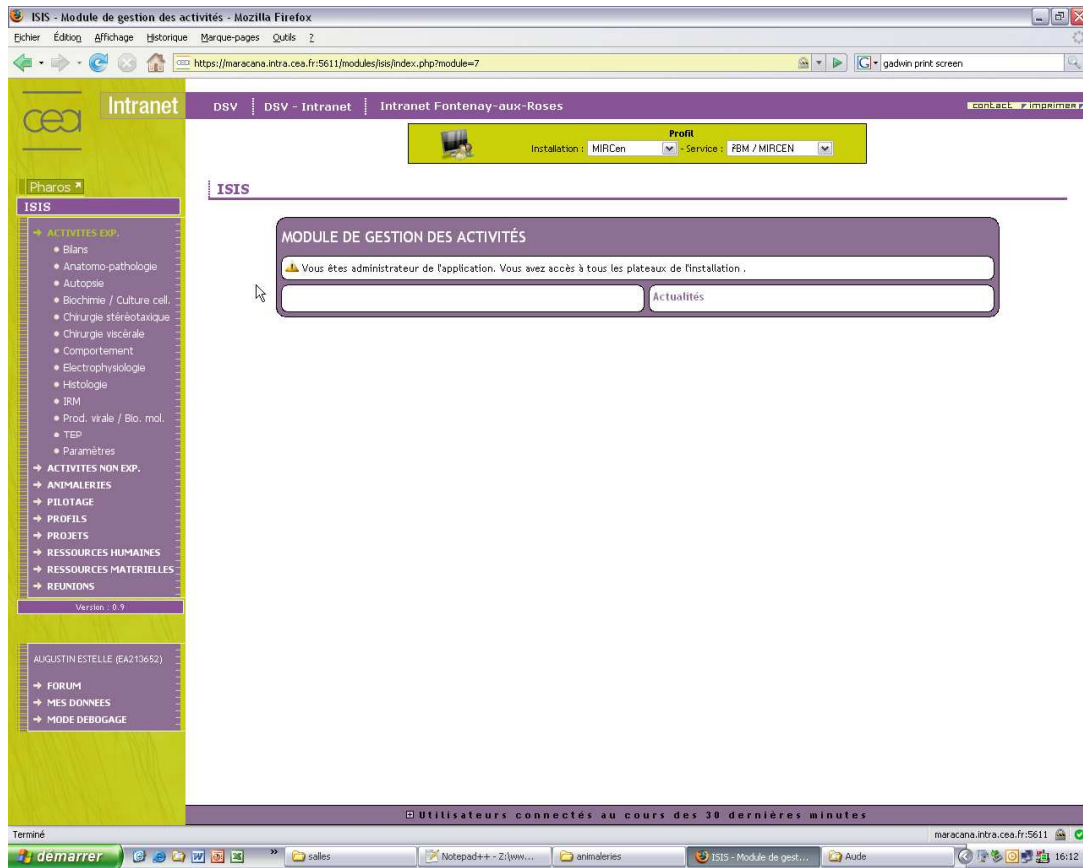 ISIS - Module de gestion des activités - Mozilla Firefox
Fichier Édition Affichage Historique Marque-pages Outils ?
https://maracana.intra.cea.fr:5611/modules/isis/index.php?module=7
gadwin print screen
cea Intranet
DSV DSV - Intranet Intranet Fontenay-aux-Roses
contact imprimer
Profil
Installation : MIRCen - Service : BM / MIRCEN
Pharos
ISIS
ISIS
ACTIVITES EXP.
Bilans
Anatomo-pathologie
Autopsie
Biochimie / Culture cell.
Chirurgie stéréotaxique
Chirurgie viscérale
Comportement
Electrophysiologie
Histologie
IRM
Prod. virale / Bio. mol.
TEP
Paramètres
ACTIVITES NON EXP.
ANIMALERIES
PILOTAGE
PROFILS
PROJETS
RESSOURCES HUMAINES
RESSOURCES MATERIELLES
REUNIONS
Version : 0.9
MODULE DE GESTION DES ACTIVITÉS
Vous êtes administrateur de l'application. Vous avez accès à tous les plateaux de l'installation .
Actualités
AUGUSTIN ESTELLE (EA213652)
FORUM
MES DONNEES
MODE DEBOGAGE
Utilisateurs connectés au cours des 30 dernières minutes
Terminé
maracana.intra.cea.fr:5611
démarrer
salles
Notepad++ - Z:\ww...
animaleries
ISIS - Module de gest...
Aude
16:12